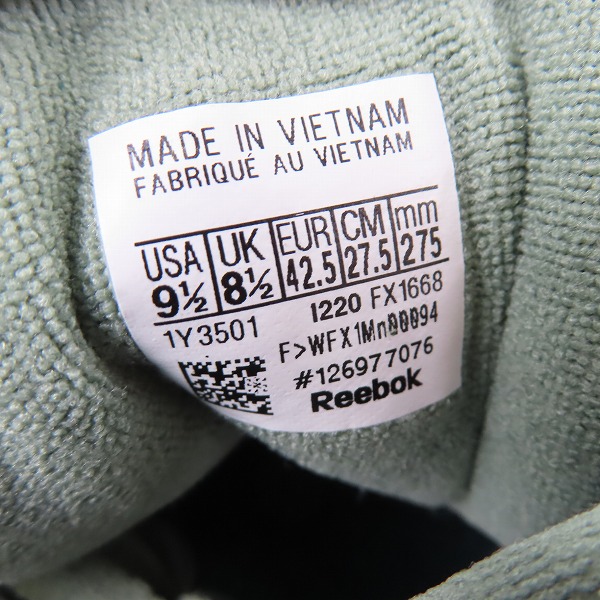 MADE IN VIETNAM
FABRIQUÉ AU VIETNAM
USA UK EUR CM mm
9½ 8½ 42.5 27.5 275
1Y3501 I220 FX1668
#126977076
Reebok